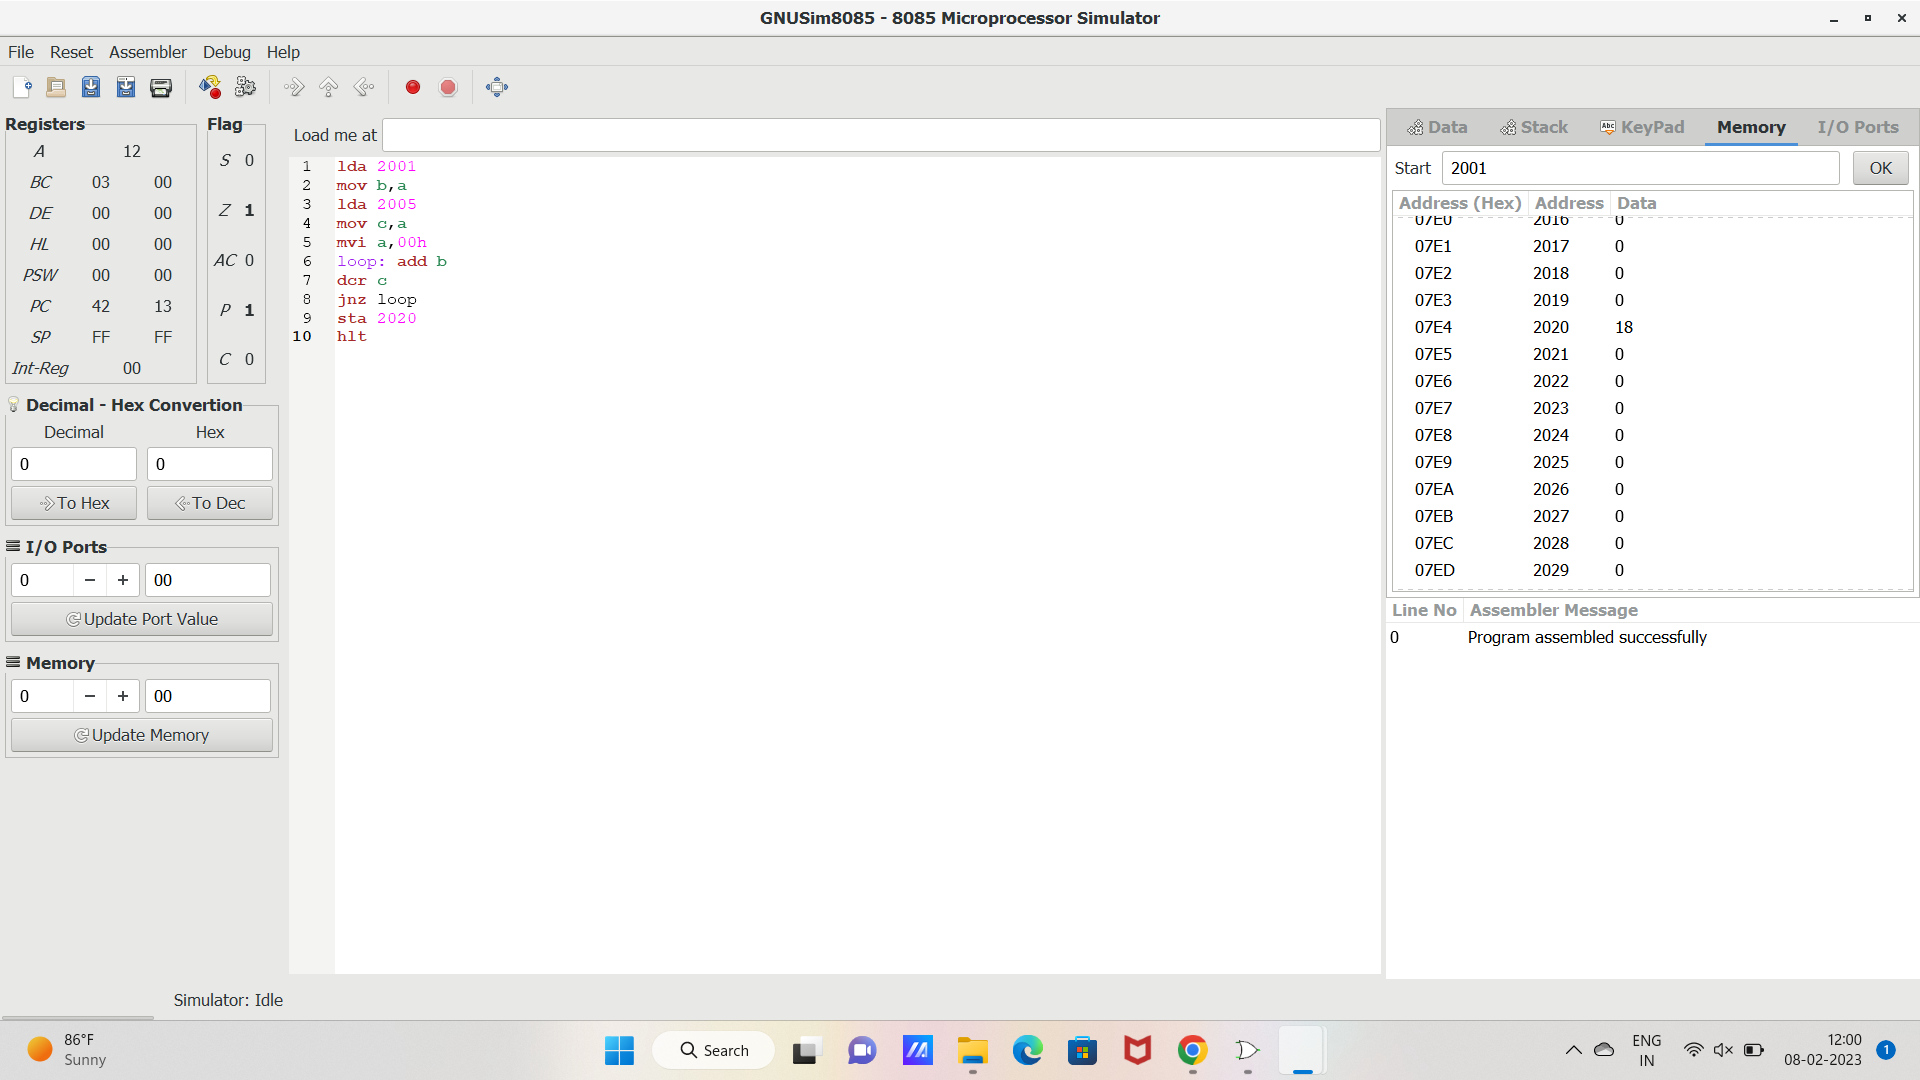 GNUSim8085 - 8085 Microprocessor Simulator
File Reset Assembler Debug Help
Registers
A 12
BC 03 00
DE 00 00
HL 00 00
PSW 00 00
PC 42 13
SP FF FF
Int-Reg 00
Flag
S 0
Z 1
AC 0
P 1
C 0
Decimal - Hex Convertion
Decimal Hex
0 0
To Hex To Dec
I/O Ports
0 − + 00
Update Port Value
Memory
0 − + 00
Update Memory
Load me at
1 lda 2001
2 mov b,a
3 lda 2005
4 mov c,a
5 mvi a,00h
6 loop: add b
7 dcr c
8 jnz loop
9 sta 2020
10 hlt
Data Stack Abc KeyPad Memory I/O Ports
Start 2001 OK
Address (Hex) Address Data
07E0 2016 0
07E1 2017 0
07E2 2018 0
07E3 2019 0
07E4 2020 18
07E5 2021 0
07E6 2022 0
07E7 2023 0
07E8 2024 0
07E9 2025 0
07EA 2026 0
07EB 2027 0
07EC 2028 0
07ED 2029 0
Line No Assembler Message
0 Program assembled successfully
Simulator: Idle
86°F
Sunny
Search
ENG
IN
12:00
08-02-2023
1